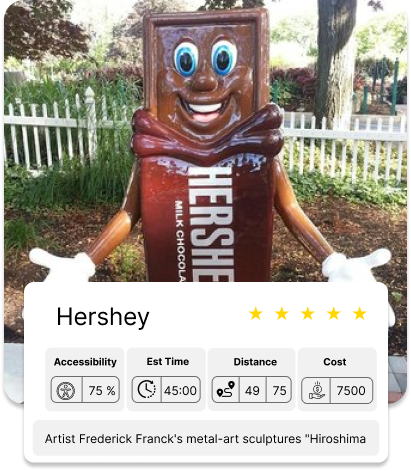 HERSHE
MILK CHOCOLA
Hershey
Accessibility
75 %
Est Time
45:00
Distance
49 75
Cost
7500
Artist Frederick Franck's metal-art sculptures "Hiroshima